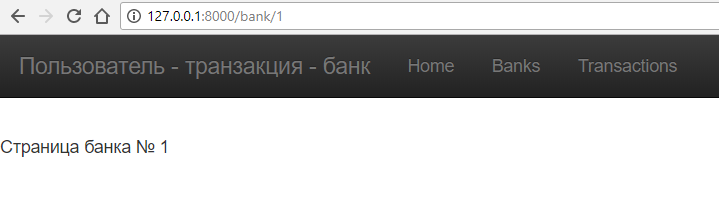 127.0.0.1:8000/bank/1
Пользователь - транзакция - банк Home Banks Transactions
Страница банка № 1